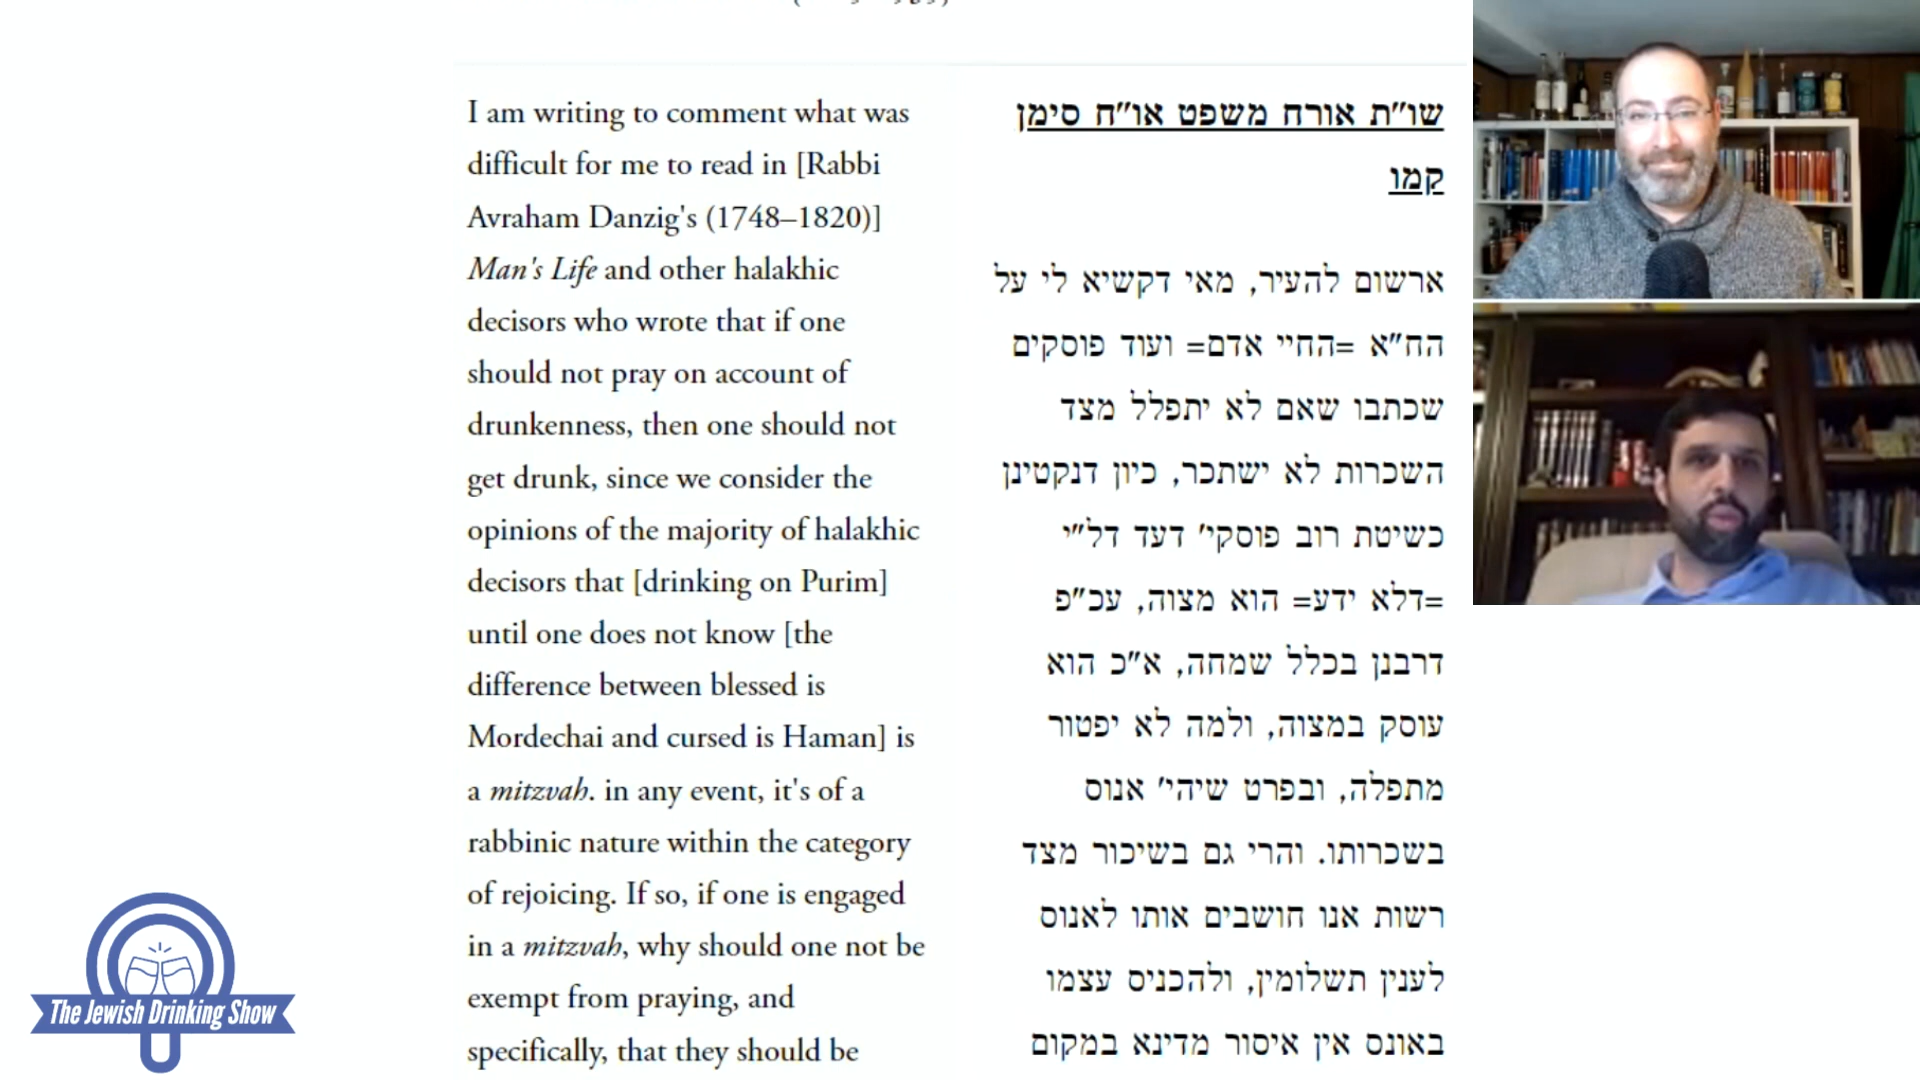 I am writing to comment what was
difficult for me to read in [Rabbi
Avraham Danzig's (1748–1820)]
Man's Life and other halakhic
decisors who wrote that if one
should not pray on account of
drunkenness, then one should not
get drunk, since we consider the
opinions of the majority of halakhic
decisors that [drinking on Purim]
until one does not know [the
difference between blessed is
Mordechai and cursed is Haman] is
a mitzvah. in any event, it's of a
rabbinic nature within the category
of rejoicing. If so, if one is engaged
in a mitzvah, why should one not be
exempt from praying, and
specifically, that they should be
שו"ת אורח משפט או"ח סימן
קמו
ארשום להעיר, מאי דקשיא לי על
הח"א =החיי אדם= ועוד פוסקים
שכתבו שאם לא יתפלל מצד
השכרות לא ישתכר, כיון דנקטינן
כשיטת רוב פוסקי' דעד דל"י
=דלא ידע= הוא מצוה, עכ"פ
דרבנן בכלל שמחה, א"כ הוא
עוסק במצוה, ולמה לא יפטור
מתפלה, ובפרט שיהי' אנוס
בשכרותו. והרי גם בשיכור מצד
רשות אנו חושבים אותו לאנוס
לענין תשלומין, ולהכניס עצמו
באונס אין איסור מדינא במקום
The Jewish Drinking Show